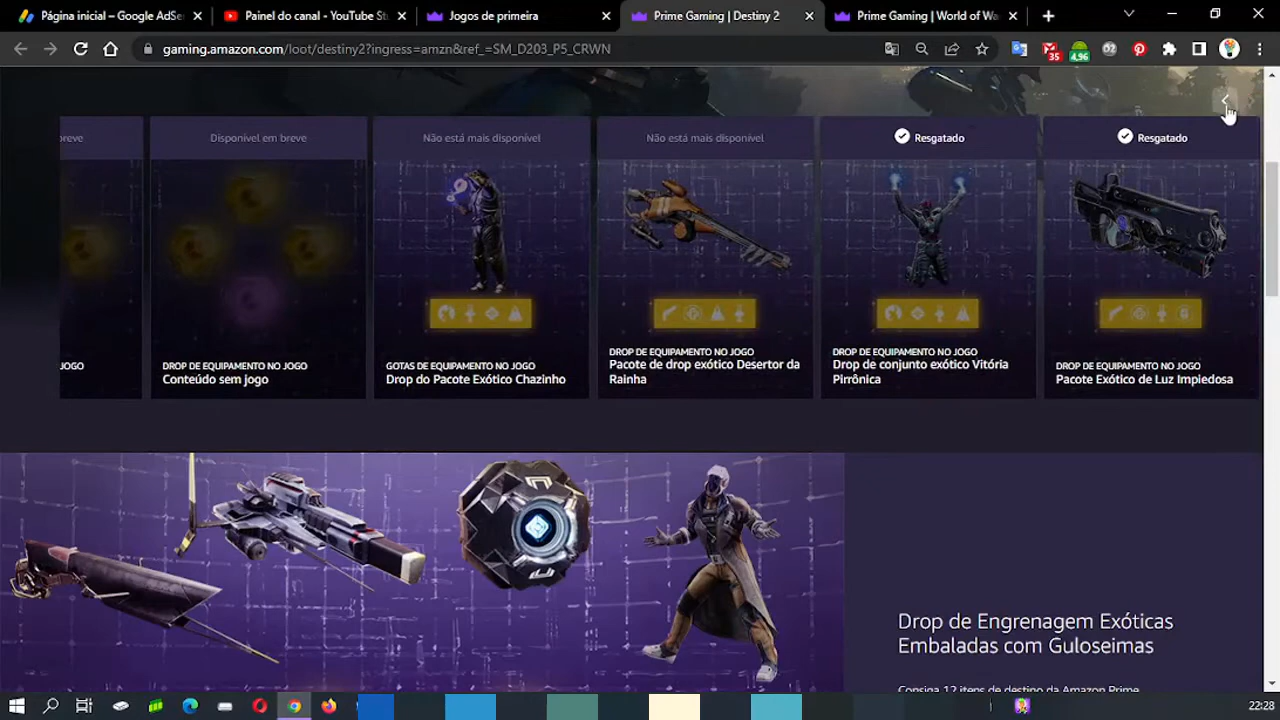 Página inicial – Google AdSe
Painel do canal - YouTube St
Jogos de primeira
Prime Gaming | Destiny 2
Prime Gaming | World of Wa
gaming.amazon.com/loot/destiny2?ingress=amzn&ref_=SM_D203_P5_CRWN
35
4,96
breve
Disponível em breve
Não está mais disponível
Não está mais disponível
Resgatado
Resgatado
JOGO
DROP DE EQUIPAMENTO NO JOGO
Conteúdo sem jogo
GOTAS DE EQUIPAMENTO NO JOGO
Drop do Pacote Exótico Chazinho
DROP DE EQUIPAMENTO NO JOGO
Pacote de drop exótico Desertor da
Rainha
DROP DE EQUIPAMENTO NO JOGO
Drop de conjunto exótico Vitória
Pirrônica
DROP DE EQUIPAMENTO NO JOGO
Pacote Exótico de Luz Impiedosa
Drop de Engrenagem Exóticas
Embaladas com Guloseimas
Consiga 12 itens de destino da Amazon Prime
22:28